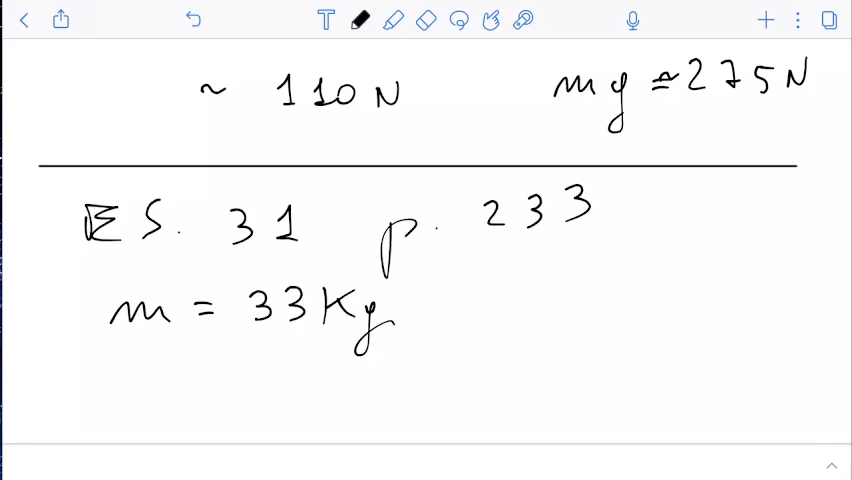 ~ 110 N mg ≃ 275 N
ES. 31 p. 233
m = 33 Kg